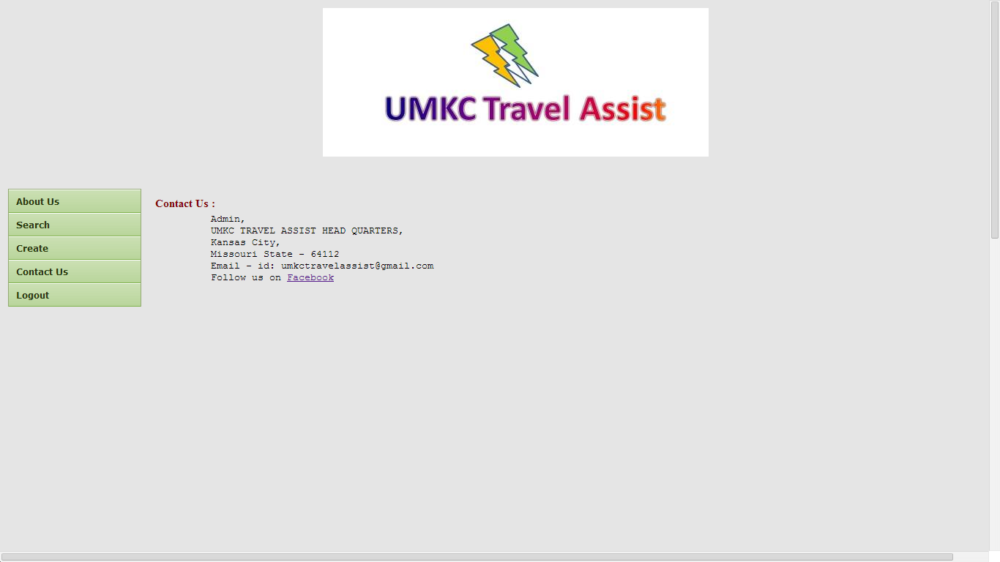 UMKC Travel Assist
About Us
Search
Create
Contact Us
Logout
Contact Us :
Admin,
UMKC TRAVEL ASSIST HEAD QUARTERS,
Kansas City,
Missouri State - 64112
Email - id: umkctravelassist@gmail.com
Follow us on Facebook